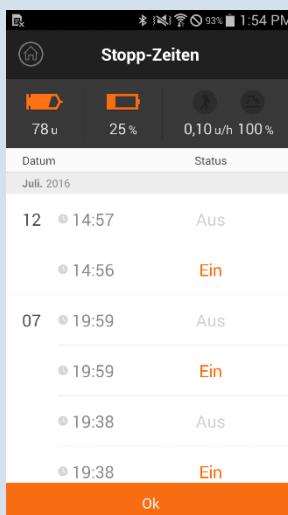 93% 1:54 PM
Stopp-Zeiten
78 u 25 % 0,10 u/h 100 %
Datum Status
Juli. 2016
12 14:57 Aus
14:56 Ein
07 19:59 Aus
19:59 Ein
19:38 Aus
19:38 Ein
Ok